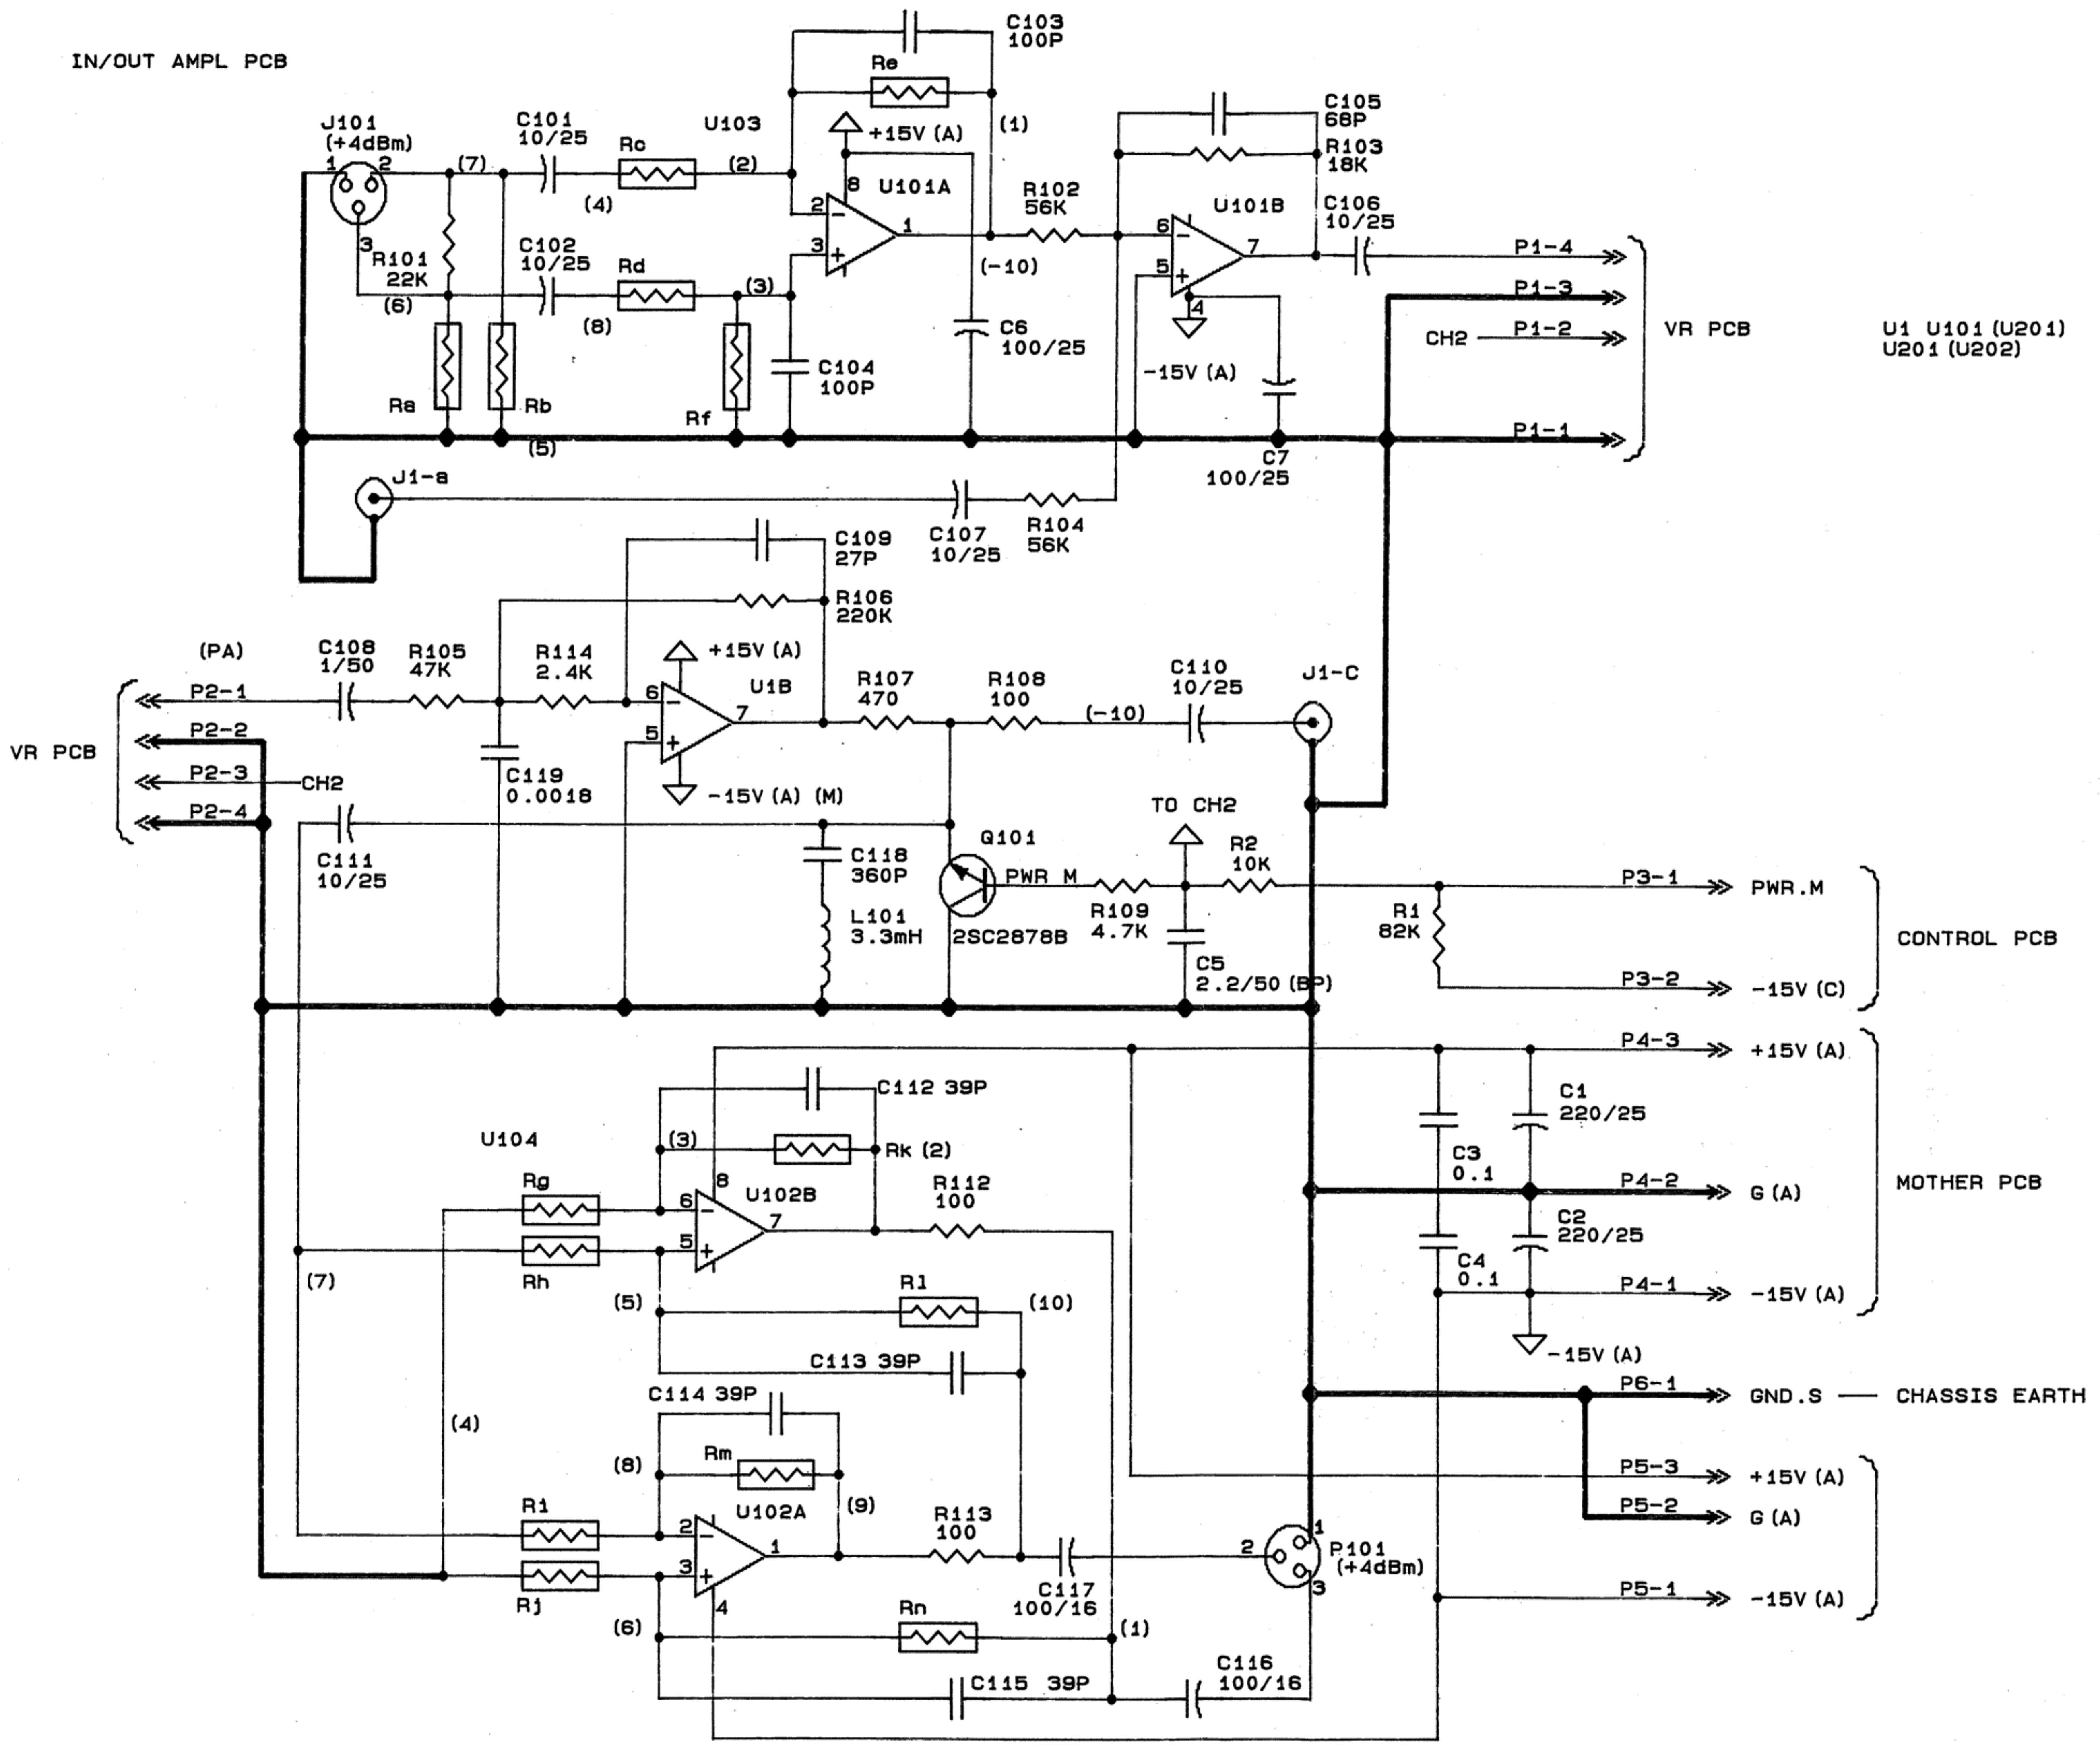 IN/OUT AMPL PCB
C103
100P
Re
J101
(+4dBm)
1
2
(7)
C101
10/25
(4)
Rc
U103
(2)
+15V (A)
8
U101A
2
3
1
(1)
(-10)
3
R101
22K
(6)
C102
10/25
(8)
Rd
(3)
Ra
Rb
(5)
Rf
C104
100P
C6
100/25
R102
56K
C105
68P
R103
18K
U101B
6
5
7
4
-15V (A)
C106
10/25
C7
100/25
P1-4
P1-3
CH2
P1-2
P1-1
VR PCB
U1 U101 (U201)
U201 (U202)
J1-a
C107
10/25
R104
56K
C109
27P
R106
220K
(PA)
C108
1/50
R105
47K
R114
2.4K
+15V (A)
U1B
6
5
7
-15V (A) (M)
R107
470
R108
100
(-10)
C110
10/25
J1-C
VR PCB
P2-1
P2-2
P2-3
CH2
P2-4
C119
0.0018
C111
10/25
C118
360P
L101
3.3mH
Q101
2SC2878B
PWR M
R109
4.7K
TO CH2
R2
10K
C5
2.2/50 (BP)
R1
82K
P3-1
PWR.M
P3-2
-15V (C)
CONTROL PCB
P4-3
+15V (A)
C112 39P
(3)
Rk (2)
U104
8
U102B
6
5
7
Rg
Rh
(7)
R112
100
C1
220/25
C3
0.1
P4-2
G (A)
MOTHER PCB
C2
220/25
C4
0.1
P4-1
-15V (A)
-15V (A)
(5)
Rl
(10)
C113 39P
C114 39P
(4)
Rm
(8)
(9)
U102A
2
3
1
4
Ri
Rj
R113
100
C117
100/16
2
1
3
P101
(+4dBm)
P6-1
GND.S
CHASSIS EARTH
P5-3
+15V (A)
P5-2
G (A)
P5-1
-15V (A)
(6)
Rn
(1)
C115 39P
C116
100/16